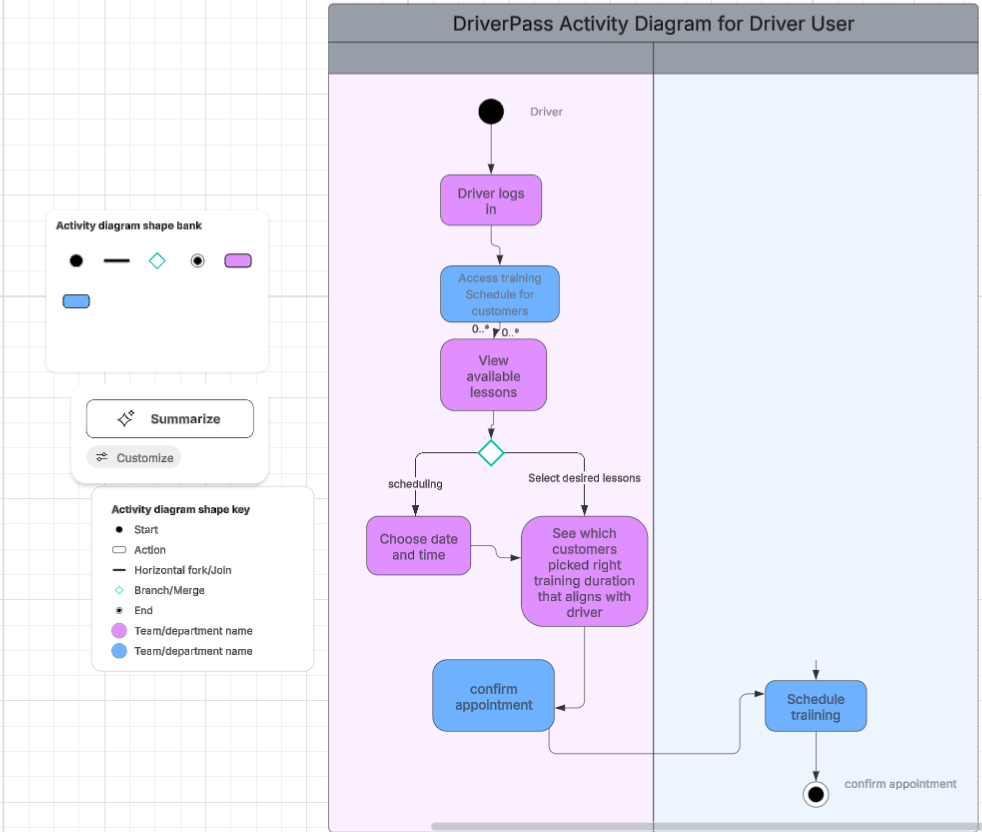 DriverPass Activity Diagram for Driver User
Driver
Driver logs
in
Access training
Schedule for
customers
0..* 0..*
View
available
lessons
scheduling
Select desired lessons
Choose date
and time
See which
customers
picked right
training duration
that aligns with
driver
confirm
appointment
Schedule
traiining
confirm appointment
Activity diagram shape bank
Summarize
Customize
Activity diagram shape key
Start
Action
Horizontal fork/Join
Branch/Merge
End
Team/department name
Team/department name